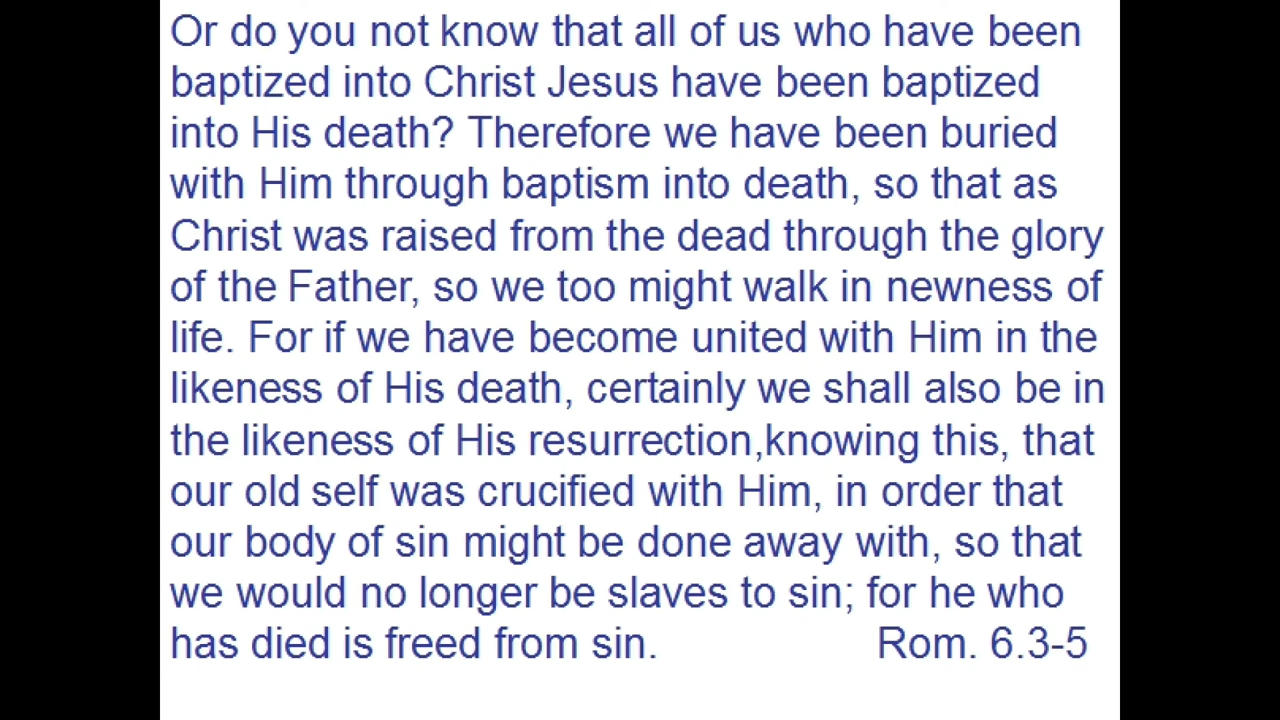 Or do you not know that all of us who have been
baptized into Christ Jesus have been baptized
into His death? Therefore we have been buried
with Him through baptism into death, so that as
Christ was raised from the dead through the glory
of the Father, so we too might walk in newness of
life. For if we have become united with Him in the
likeness of His death, certainly we shall also be in
the likeness of His resurrection,knowing this, that
our old self was crucified with Him, in order that
our body of sin might be done away with, so that
we would no longer be slaves to sin; for he who
has died is freed from sin. Rom. 6.3-5